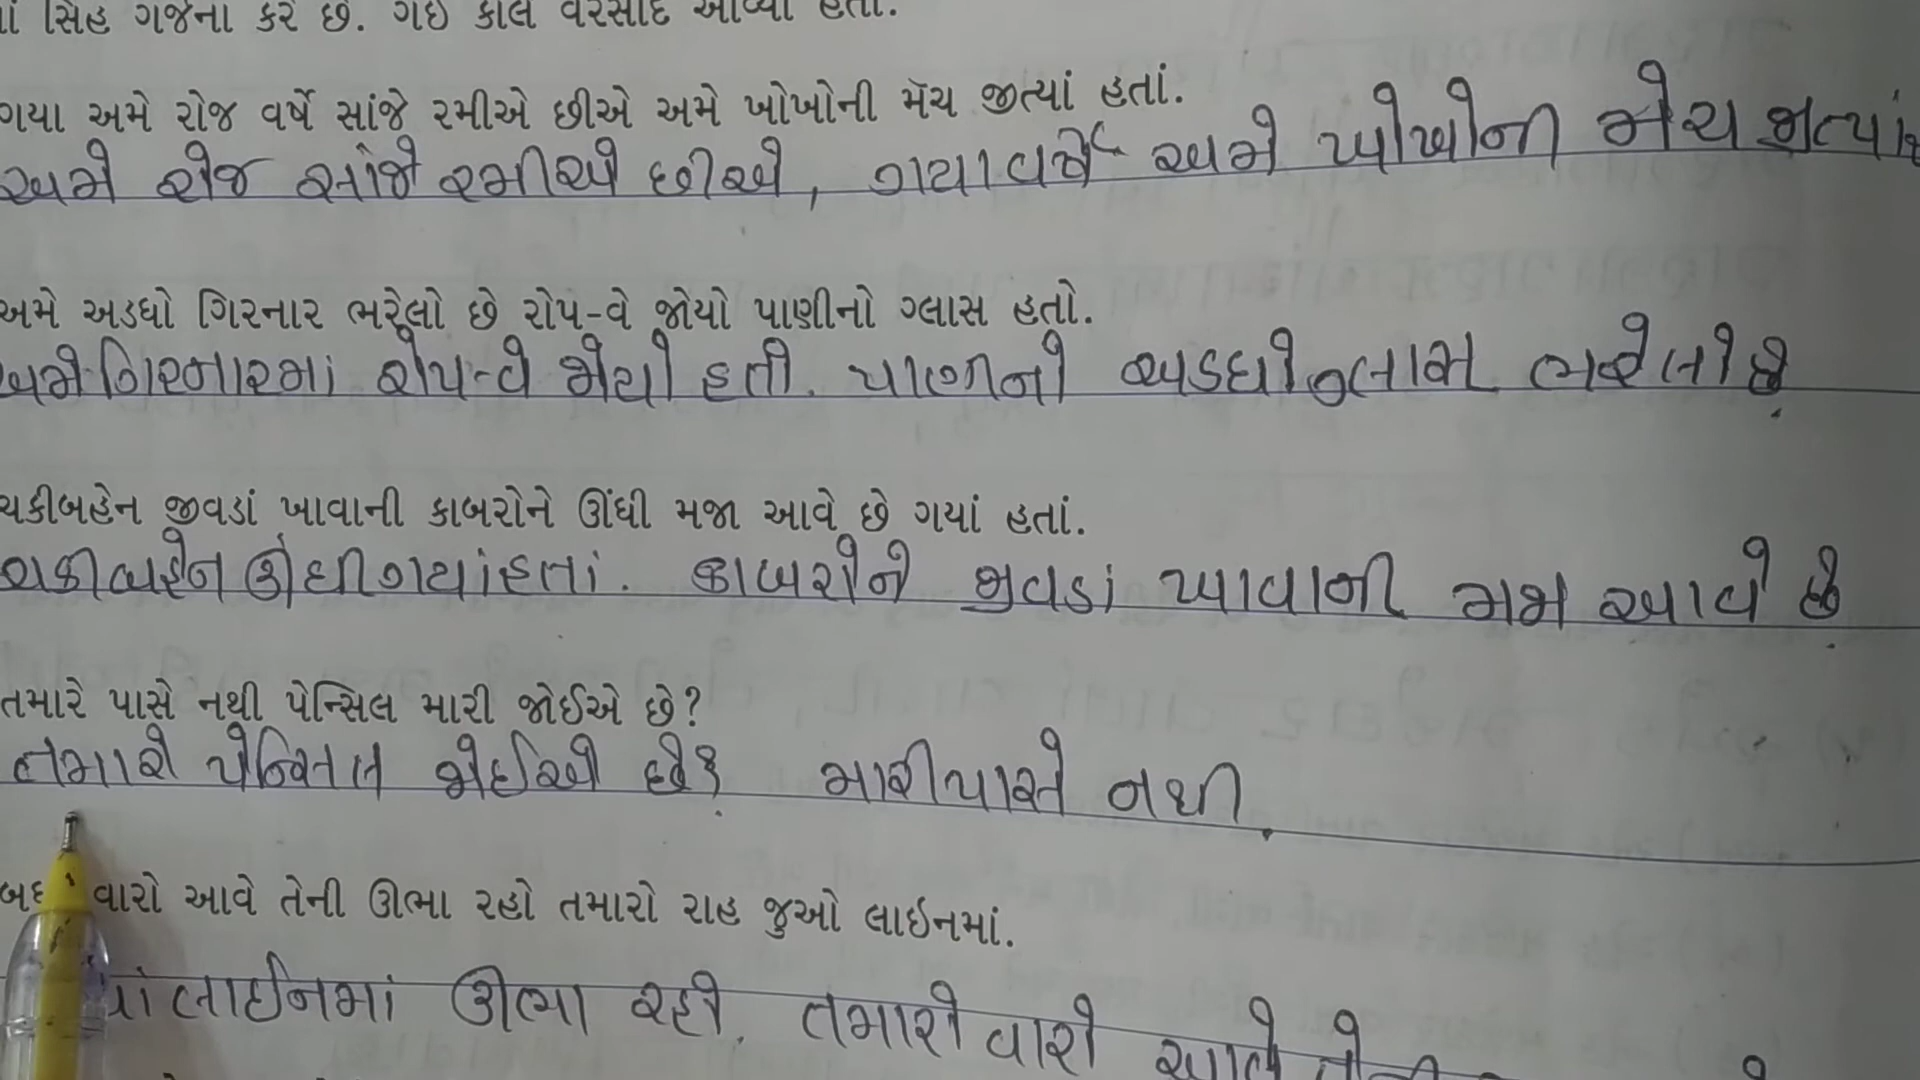 સિંહ ગર્જના કરે છે. ગઈ કાલે વરસાદ આવ્યો હતો.
ગયા અમે રોજ વર્ષે સાંજે રમીએ છીએ અમે ખોખોની મૅચ જીત્યાં હતાં.
અમે રોજ સાંજે રમીએ છીએ, ગયા વર્ષે અમે ખોખોની મેચ જીત્યાં
અમે અડધો ગિરનાર ભરેલો છે રોપ-વે જોયો પાણીનો ગ્લાસ હતો.
અમે ગિરનારમાં રોપ-વે જોયો હતો. પાણીનો અડધો ગ્લાસ ભરેલો છે
ચકીબહેન જીવડાં ખાવાની કાબરોને ઊંઘી મજા આવે છે ગયાં હતાં.
ચકીબહેન ઊંઘી ગયાં હતાં. કાબરોને જીવડાં ખાવાની મજા આવે છે.
તમારે પાસે નથી પેન્સિલ મારી જોઈએ છે?
તમારે પેન્સિલ જોઈએ છે? મારી પાસે નથી.
વારો આવે તેની ઊભા રહો તમારો રાહ જુઓ લાઇનમાં.
લાઈનમાં ઊભા રહો. તમારો વારો આવે તેની